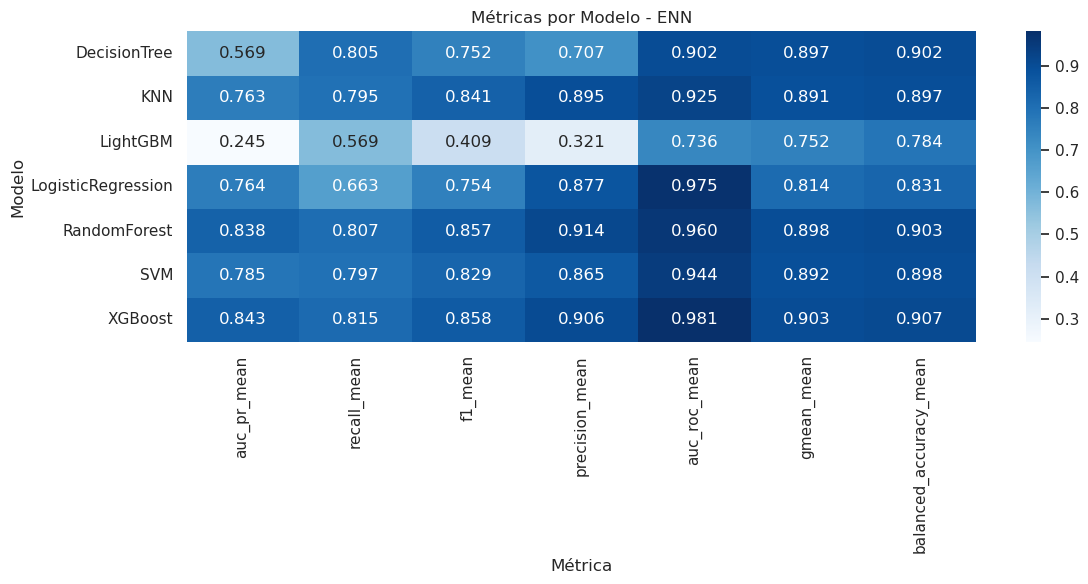 Métricas por Modelo - ENN
Modelo
DecisionTree 0.569 0.805 0.752 0.707 0.902 0.897 0.902
KNN 0.763 0.795 0.841 0.895 0.925 0.891 0.897
LightGBM 0.245 0.569 0.409 0.321 0.736 0.752 0.784
LogisticRegression 0.764 0.663 0.754 0.877 0.975 0.814 0.831
RandomForest 0.838 0.807 0.857 0.914 0.960 0.898 0.903
SVM 0.785 0.797 0.829 0.865 0.944 0.892 0.898
XGBoost 0.843 0.815 0.858 0.906 0.981 0.903 0.907
auc_pr_mean
recall_mean
f1_mean
precision_mean
auc_roc_mean
gmean_mean
balanced_accuracy_mean
Métrica
0.9
0.8
0.7
0.6
0.5
0.4
0.3